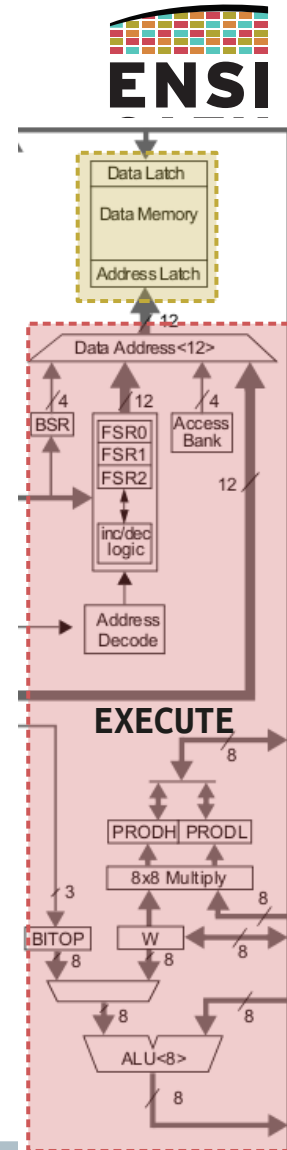 ENSI
Data Latch
Data Memory
Address Latch
12
Data Address<12>
4
12
4
BSR
FSR0
FSR1
FSR2
Access
Bank
12
inc/dec
logic
Address
Decode
EXECUTE
8
PRODH PRODL
8x8 Multiply
3
8
BITOP
W
8
8
8
8
8
ALU<8>
8